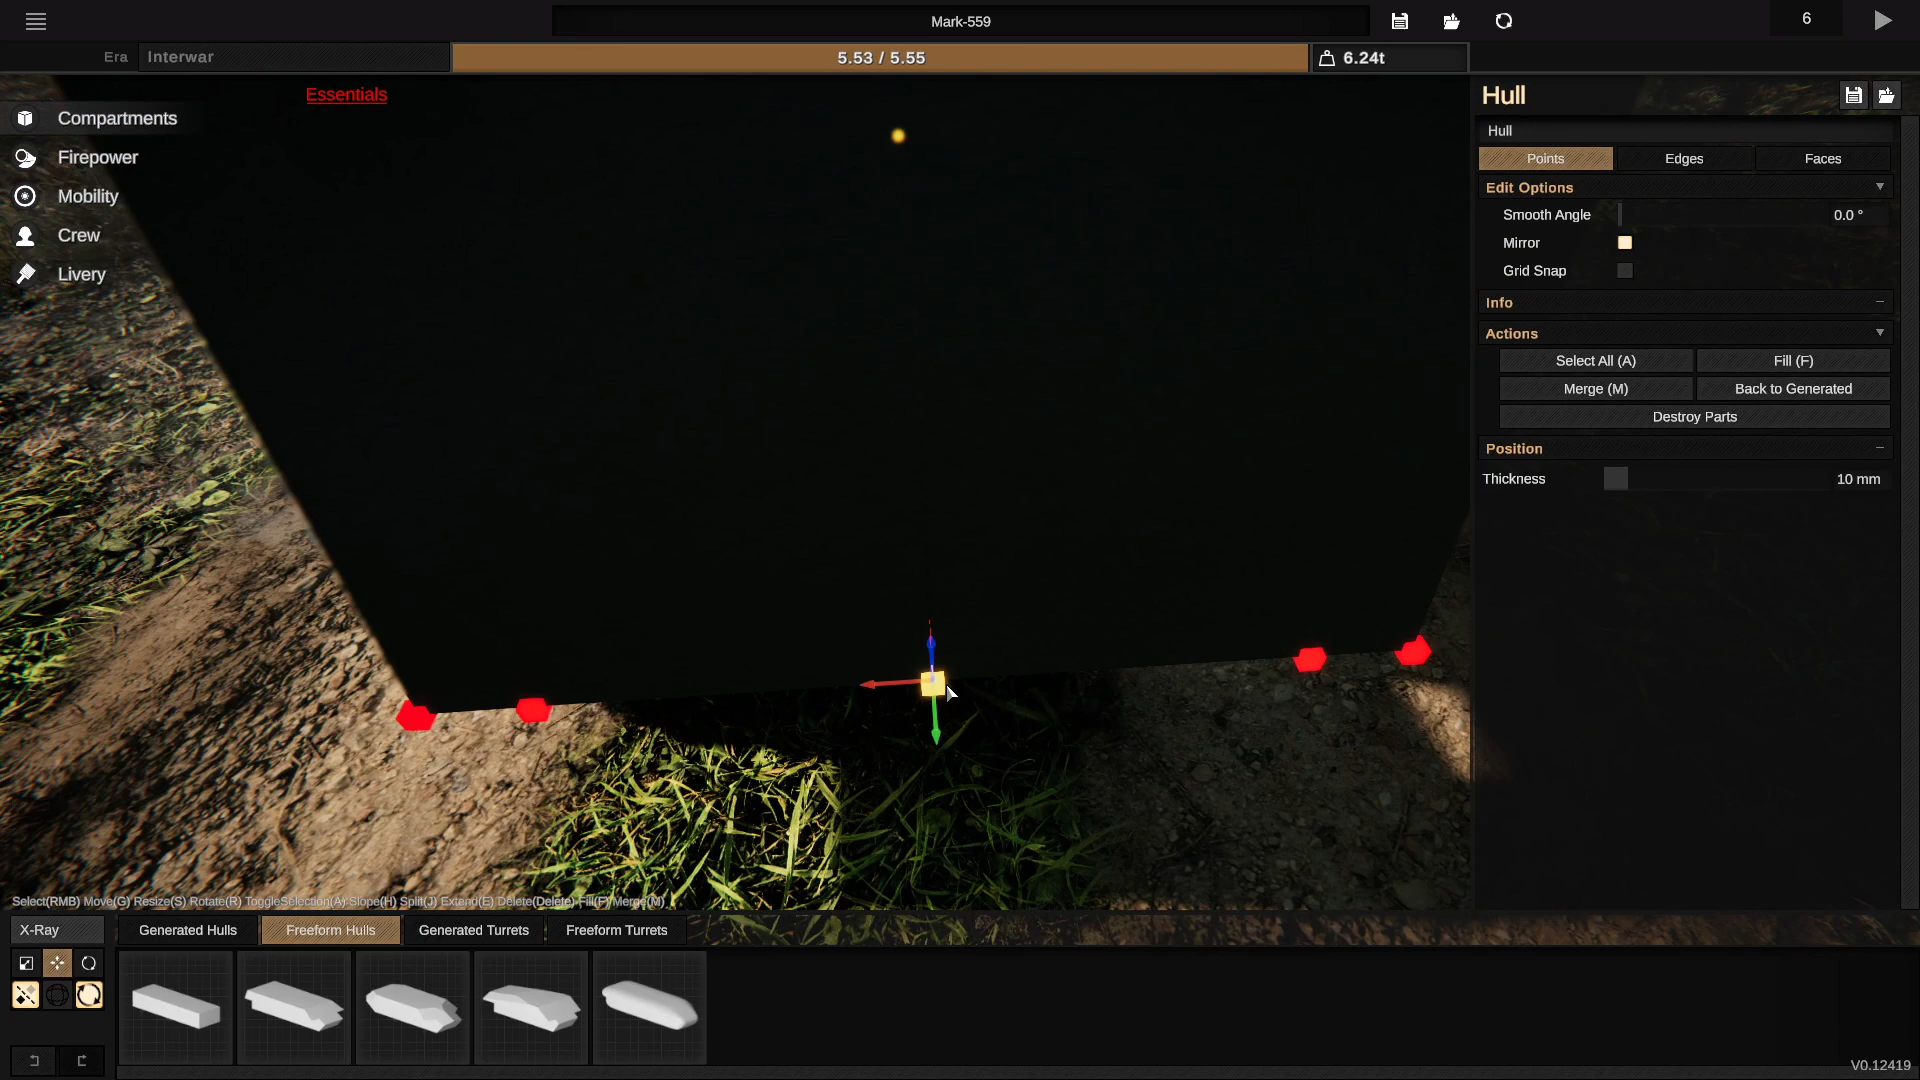 Mark-559
6
Era
Interwar
5.53 / 5.55
6.24t
Essentials
Compartments
Firepower
Mobility
Crew
Livery
Hull
Hull
Points
Edges
Faces
Edit Options
Smooth Angle
0.0 °
Mirror
Grid Snap
Info
Actions
Select All (A)
Fill (F)
Merge (M)
Back to Generated
Destroy Parts
Position
Thickness
10 mm
Select(RMB) Move(G) Resize(S) Rotate(R) ToggleSelection(A) Slope(H) Split(J) Extend(E) Delete(Delete) Fill(F) Merge(M)
X-Ray
Generated Hulls
Freeform Hulls
Generated Turrets
Freeform Turrets
V0.12419